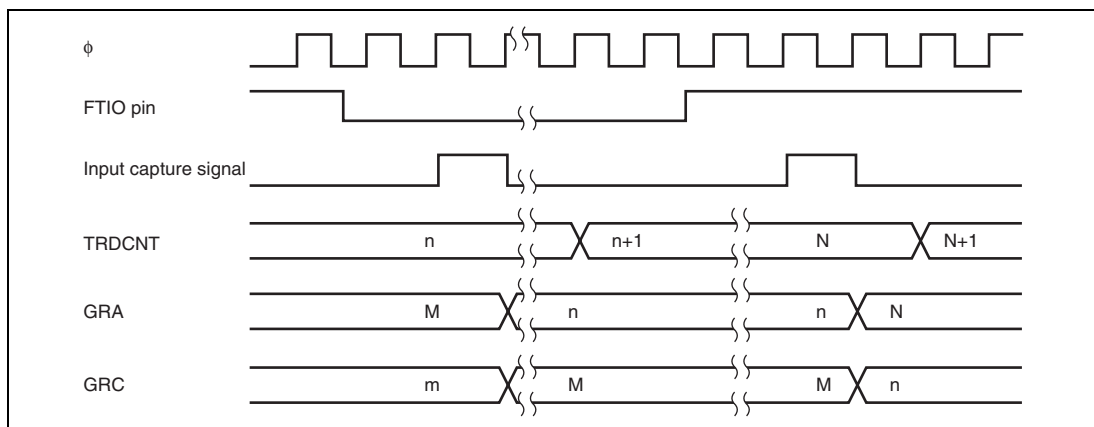 ϕ
FTIO pin
Input capture signal
TRDCNT n n+1 N N+1
GRA M n n N
GRC m M M n